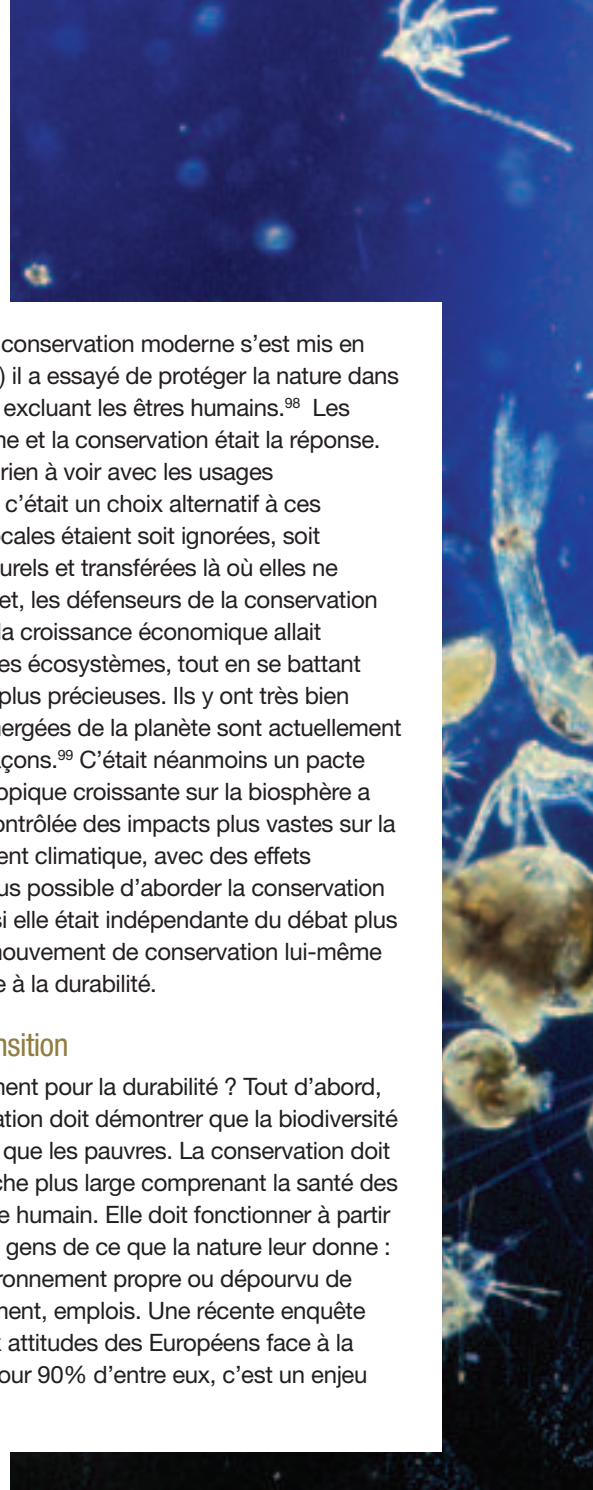 conservation moderne s’est mis en
) il a essayé de protéger la nature dans
excluant les êtres humains.⁹⁸ Les
ne et la conservation était la réponse.
rien à voir avec les usages
c’était un choix alternatif à ces
ocales étaient soit ignorées, soit
urels et transférées là où elles ne
et, les défenseurs de la conservation
la croissance économique allait
es écosystèmes, tout en se battant
plus précieuses. Ils y ont très bien
nergées de la planète sont actuellement
açons.⁹⁹ C’était néanmoins un pacte
opique croissante sur la biosphère a
ontrôlée des impacts plus vastes sur la
ent climatique, avec des effets
us possible d’aborder la conservation
si elle était indépendante du débat plus
nouvement de conservation lui-même
e à la durabilité.
nsition
nent pour la durabilité ? Tout d’abord,
ation doit démontrer que la biodiversité
que les pauvres. La conservation doit
che plus large comprenant la santé des
e humain. Elle doit fonctionner à partir
gens de ce que la nature leur donne :
ronnement propre ou dépourvu de
ment, emplois. Une récente enquête
x attitudes des Européens face à la
our 90% d’entre eux, c’est un enjeu